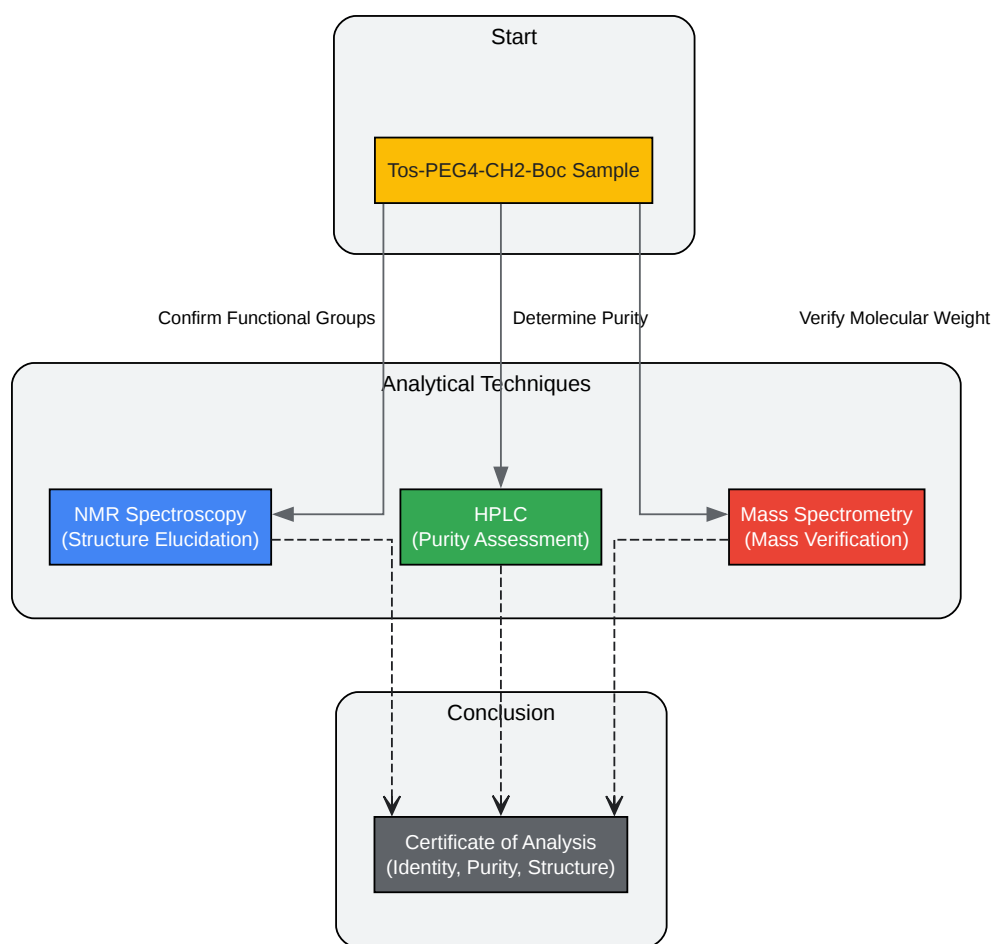 Start
Tos-PEG4-CH2-Boc Sample
Confirm Functional Groups
Determine Purity
Verify Molecular Weight
Analytical Techniques
NMR Spectroscopy
(Structure Elucidation)
HPLC
(Purity Assessment)
Mass Spectrometry
(Mass Verification)
Conclusion
Certificate of Analysis
(Identity, Purity, Structure)